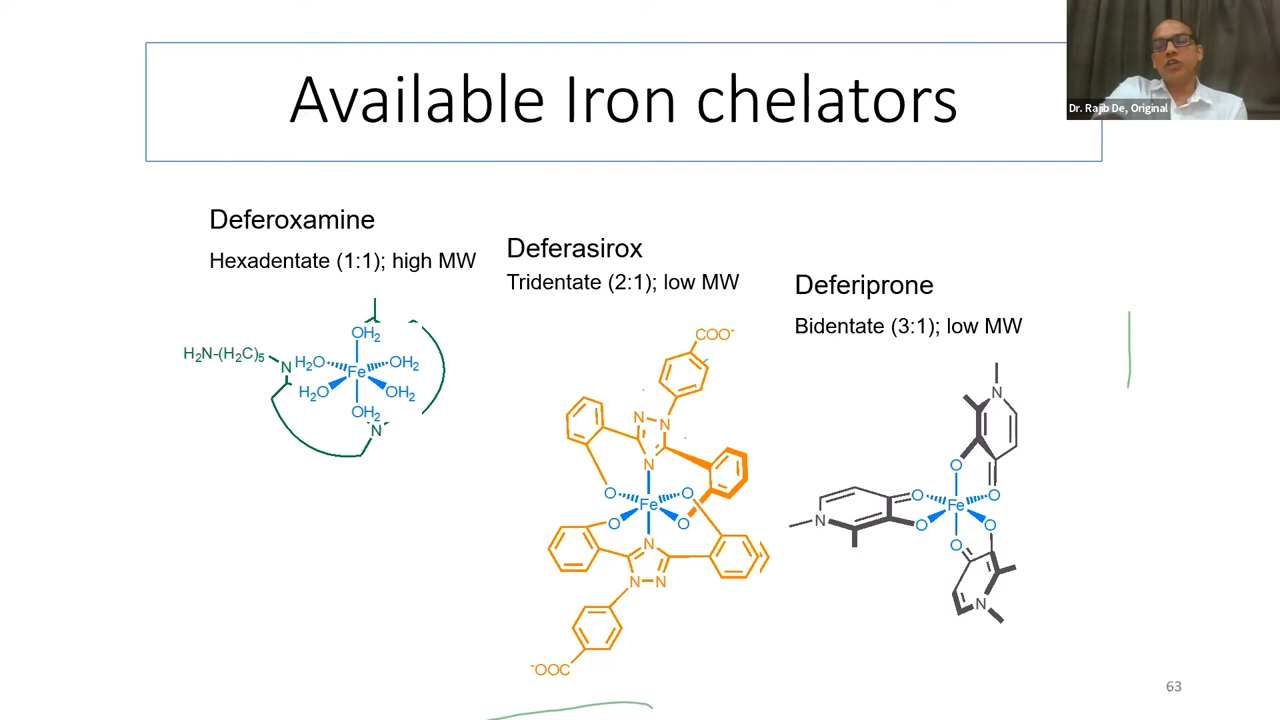 Available Iron chelators
Dr. Rajib De, Original
Deferoxamine
Hexadentate (1:1); high MW
Deferasirox
Tridentate (2:1); low MW
Deferiprone
Bidentate (3:1); low MW
OH₂
H₂N-(H₂C)₅
N
H₂O
OH₂
Fe
H₂O
OH₂
OH₂
N
COO⁻
N
N
N
O
O
Fe
O
O
N
N
N
⁻OOC
N
O
O
O
Fe
N
O
O
O
N
63